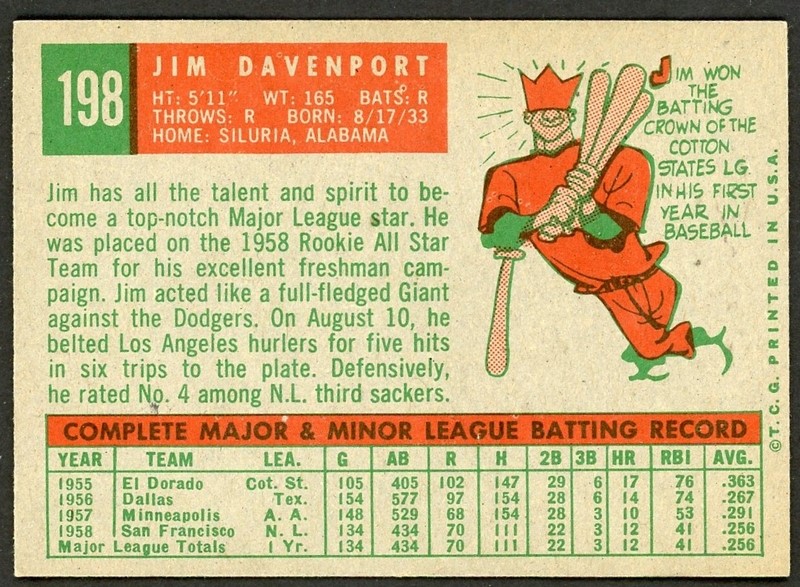 198
JIM DAVENPORT
HT: 5'11" WT: 165 BATS: R
THROWS: R BORN: 8/17/33
HOME: SILURIA, ALABAMA
Jim has all the talent and spirit to be-
come a top-notch Major League star. He
was placed on the 1958 Rookie All Star
Team for his excellent freshman cam-
paign. Jim acted like a full-fledged Giant
against the Dodgers. On August 10, he
belted Los Angeles hurlers for five hits
in six trips to the plate. Defensively,
he rated No. 4 among N.L. third sackers.
JIM WON
THE
BATTING
CROWN OF THE
COTTON
STATES LG.
IN HIS FIRST
YEAR IN
BASEBALL
COMPLETE MAJOR & MINOR LEAGUE BATTING RECORD
YEAR TEAM LEA. G AB R H 2B 3B HR RBI AVG.
1955 El Dorado Cot. St. 105 405 102 147 29 6 17 76 .363
1956 Dallas Tex. 154 577 97 154 28 6 14 74 .267
1957 Minneapolis A. A. 148 529 68 154 28 3 10 53 .291
1958 San Francisco N. L. 134 434 70 111 22 3 12 41 .256
Major League Totals 1 Yr. 134 434 70 111 22 3 12 41 .256
© T. C. G. PRINTED IN U.S.A.